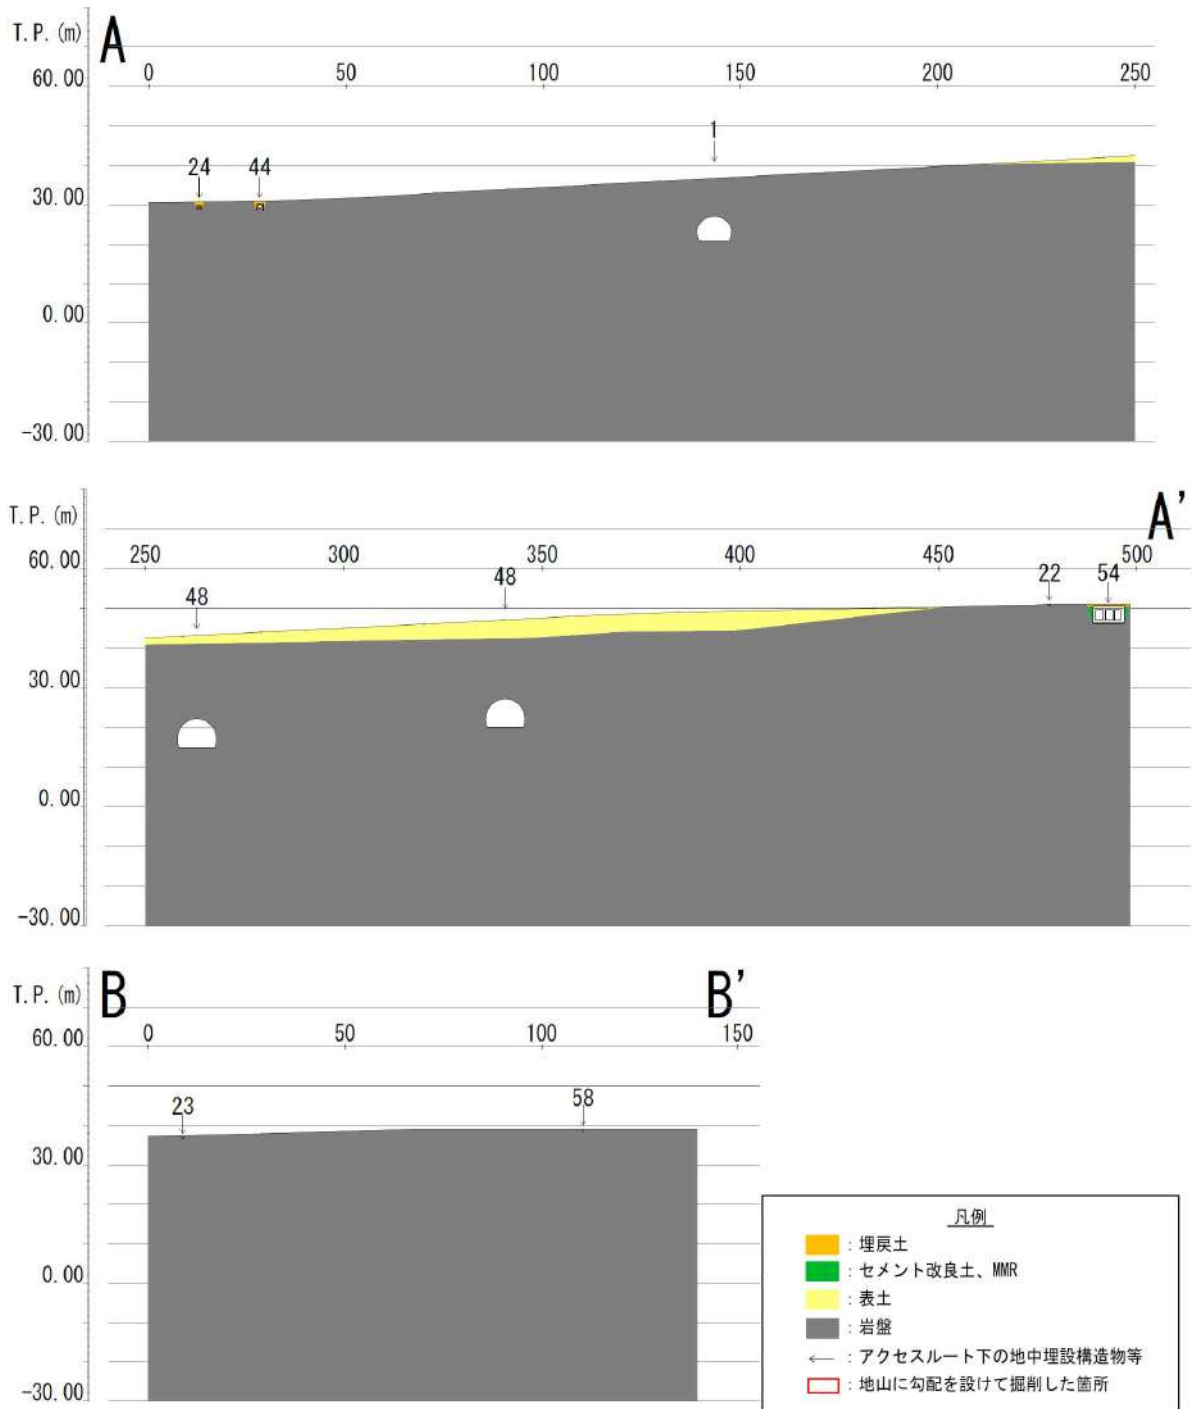 T.P.(m)
A
0 50 100 150 200 250
60.00
1
24 44
30.00
0.00
-30.00
T.P.(m)
A'
250 300 350 400 450 500
60.00
48 48 22 54
30.00
0.00
-30.00
T.P.(m)
B B'
0 50 100 150
60.00
23 58
30.00
0.00
-30.00
凡例
：埋戻土
：セメント改良土、MMR
：表土
：岩盤
：アクセスルート下の地中埋設構造物等
：地山に勾配を設けて掘削した箇所